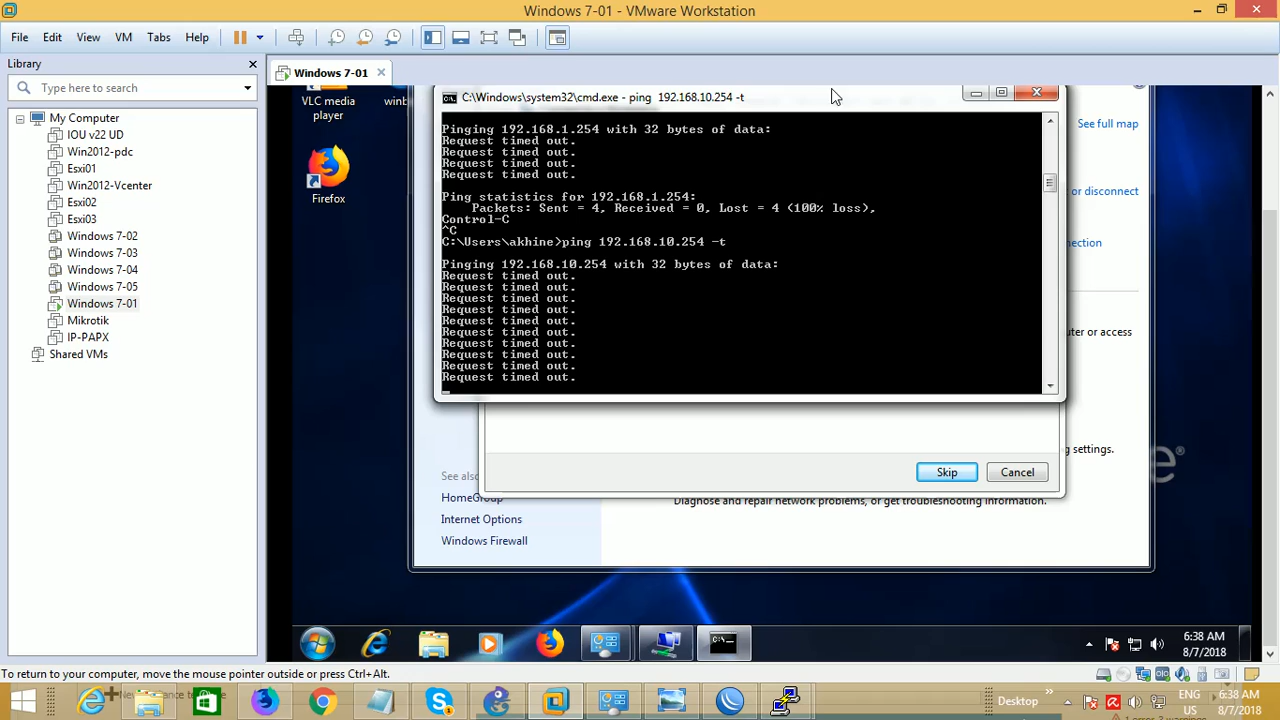 Windows 7-01 - VMware Workstation
File Edit View VM Tabs Help
Library
Type here to search
My Computer
IOU v22 UD
Win2012-pdc
Esxi01
Win2012-Vcenter
Esxi02
Esxi03
Windows 7-02
Windows 7-03
Windows 7-04
Windows 7-05
Windows 7-01
Mikrotik
IP-PAPX
Shared VMs
Windows 7-01
VLC media
player
winb
Firefox
C:\Windows\system32\cmd.exe - ping 192.168.10.254 -t
Pinging 192.168.1.254 with 32 bytes of data:
Request timed out.
Request timed out.
Request timed out.
Request timed out.
Ping statistics for 192.168.1.254:
Packets: Sent = 4, Received = 0, Lost = 4 (100% loss),
Control-C
^C
C:\Users\akhine>ping 192.168.10.254 -t
Pinging 192.168.10.254 with 32 bytes of data:
Request timed out.
Request timed out.
Request timed out.
Request timed out.
Request timed out.
Request timed out.
Request timed out.
Request timed out.
Request timed out.
Request timed out.
See full map
or disconnect
nection
uter or access
g settings.
Skip
Cancel
See also
HomeGroup
Internet Options
Windows Firewall
Diagnose and repair network problems, or get troubleshooting information.
6:38 AM
8/7/2018
To return to your computer, move the mouse pointer outside or press Ctrl+Alt.
Desktop
ENG
US
6:38 AM
8/7/2018